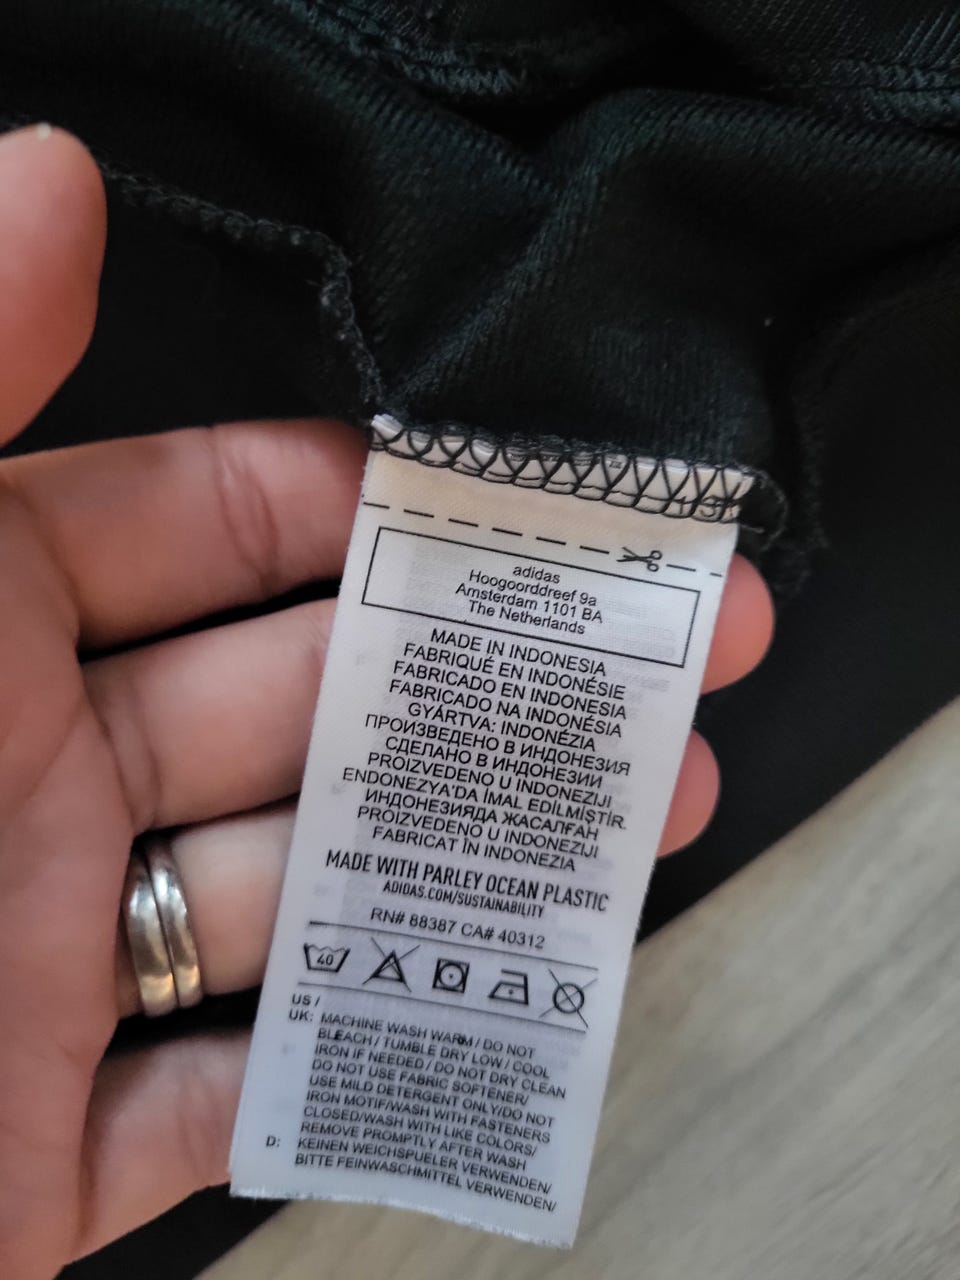 adidas
Hoogoorddreef 9a
Amsterdam 1101 BA
The Netherlands
MADE IN INDONESIA
FABRIQUÉ EN INDONÉSIE
FABRICADO EN INDONESIA
FABRICADO NA INDONÉSIA
GYÁRTVA: INDONÉZIA
ПРОИЗВЕДЕНО В ИНДОНЕЗИЯ
СДЕЛАНО В ИНДОНЕЗИИ
PROIZVEDENO U INDONEZIJI
ENDONEZYA'DA İMAL EDİLMİŞTİR.
ИНДОНЕЗИЯДА ЖАСАЛҒАН
PROIZVEDENO U INDONEZIJI
FABRICAT ÎN INDONEZIA
MADE WITH PARLEY OCEAN PLASTIC
ADIDAS.COM/SUSTAINABILITY
RN# 88387 CA# 40312
40
US /
UK: MACHINE WASH WARM / DO NOT
BLEACH / TUMBLE DRY LOW / COOL
IRON IF NEEDED / DO NOT DRY CLEAN
DO NOT USE FABRIC SOFTENER/
USE MILD DETERGENT ONLY/DO NOT
IRON MOTIF/WASH WITH FASTENERS
CLOSED/WASH WITH LIKE COLORS/
REMOVE PROMPTLY AFTER WASH
D: KEINEN WEICHSPUELER VERWENDEN/
BITTE FEINWASCHMITTEL VERWENDEN/